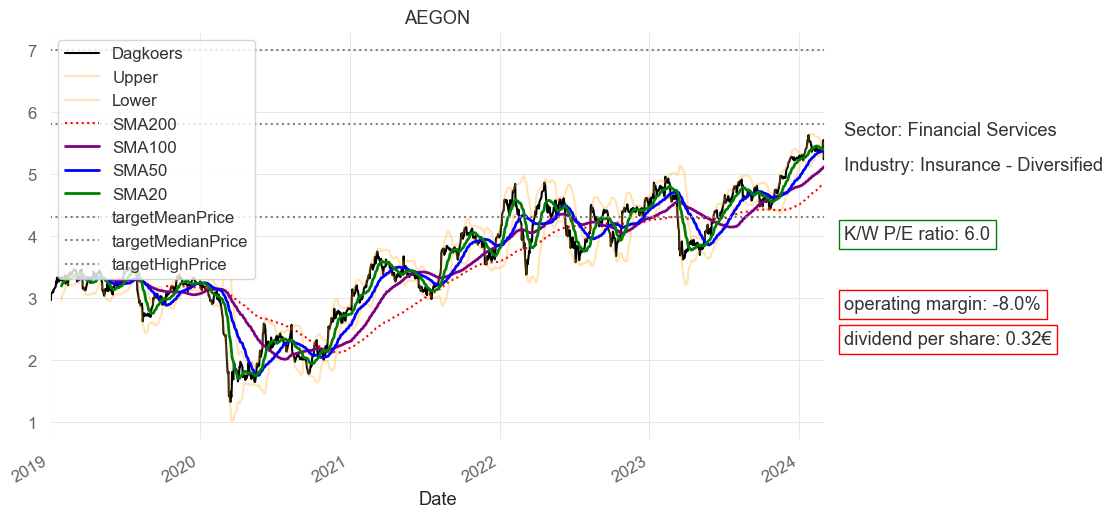 AEGON
7
6
5
4
3
2
1
Dagkoers
Upper
Lower
SMA200
SMA100
SMA50
SMA20
targetMeanPrice
targetMedianPrice
targetHighPrice
2019
2020
2021
2022
2023
2024
Date
Sector: Financial Services
Industry: Insurance - Diversified
K/W P/E ratio: 6.0
operating margin: -8.0%
dividend per share: 0.32€